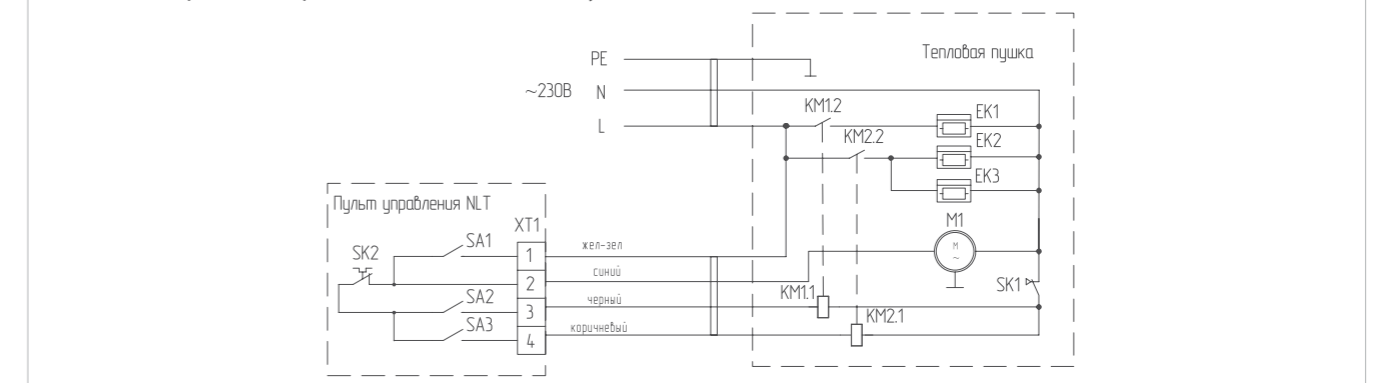 Тепловая пушка
PE
~230В N
L
KM1.2
KM2.2
EK1
EK2
EK3
M1
M
~
SK1
KM1.1
KM2.1
Пульт управления NLT
XT1
SK2
SA1
SA2
SA3
1
2
3
4
жел-зел
синий
черный
коричневый